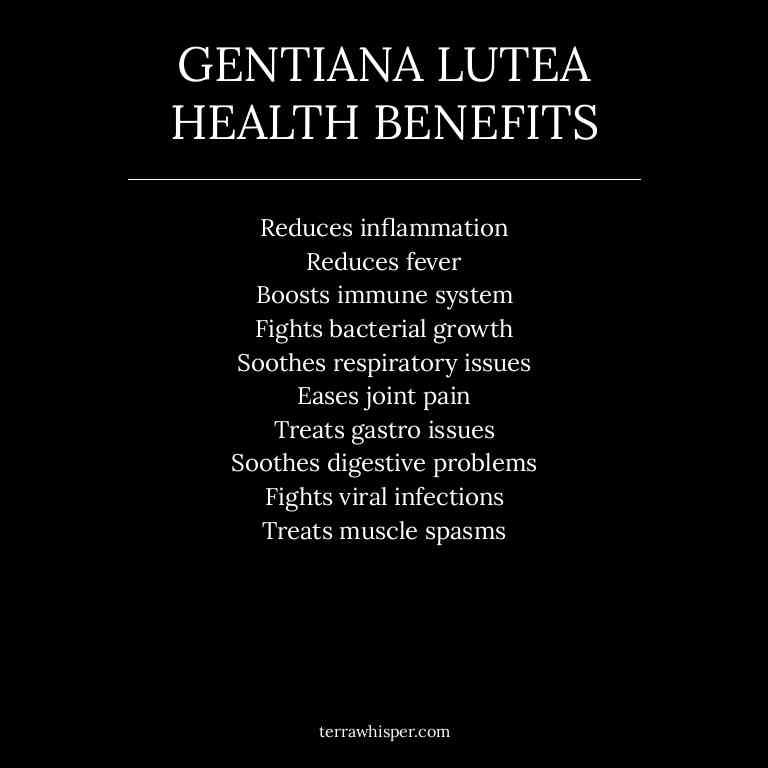 GENTIANA LUTEA
HEALTH BENEFITS
Reduces inflammation
Reduces fever
Boosts immune system
Fights bacterial growth
Soothes respiratory issues
Eases joint pain
Treats gastro issues
Soothes digestive problems
Fights viral infections
Treats muscle spasms
terrawhisper.com